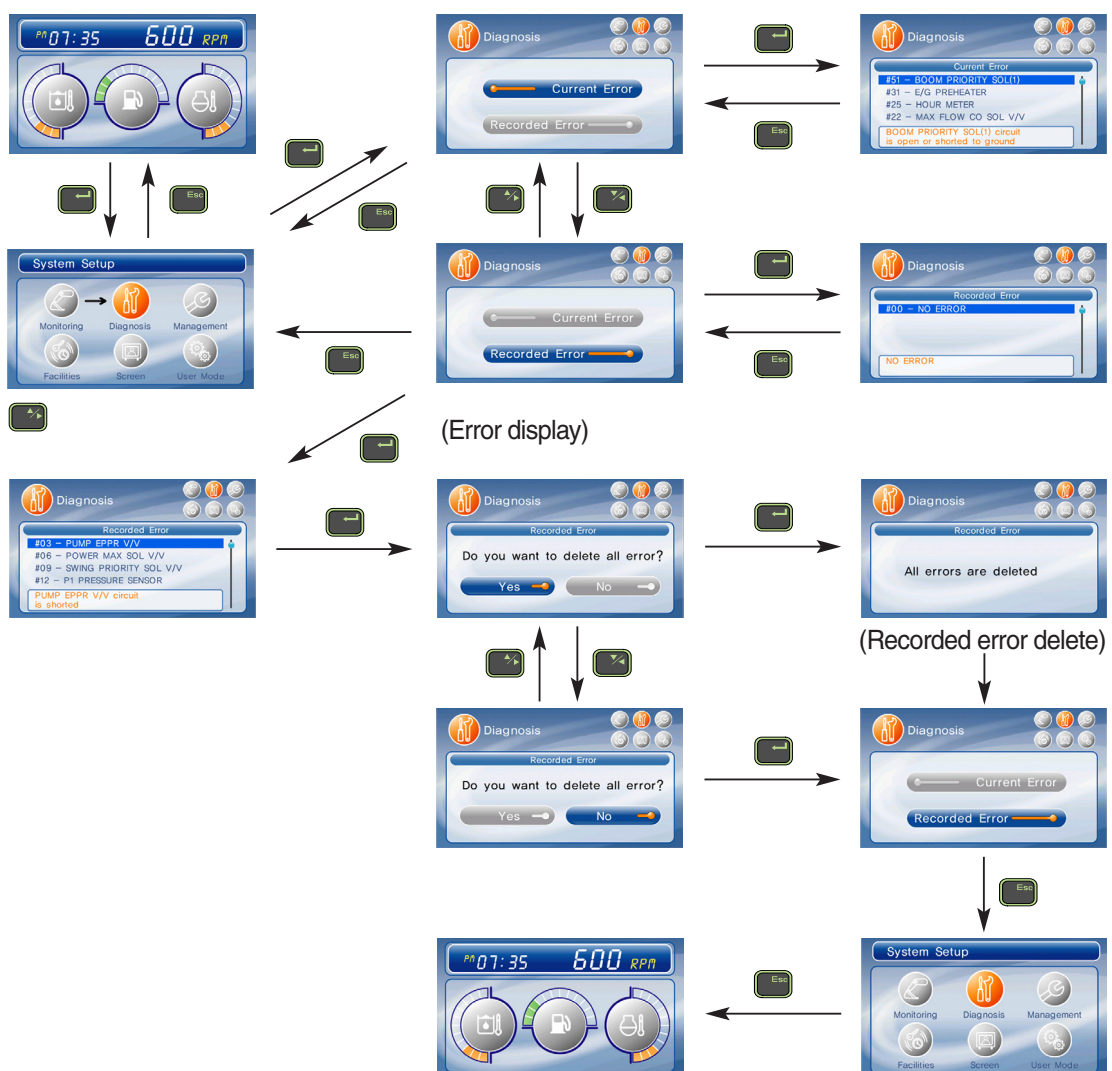 PM 07:35 600 RPM
Diagnosis
Current Error
Recorded Error
Diagnosis
Current Error
#51 – BOOM PRIORITY SOL(1)
#31 – E/G PREHEATER
#25 – HOUR METER
#22 – MAX FLOW CO SOL V/V
BOOM PRIORITY SOL(1) circuit
is open or shorted to ground
Esc
Esc
Esc
System Setup
Monitoring Diagnosis Management
Facilities Screen User Mode
Diagnosis
Current Error
Recorded Error
Diagnosis
Recorded Error
#00 – NO ERROR
NO ERROR
Esc
Esc
(Error display)
Diagnosis
Recorded Error
#03 – PUMP EPPR V/V
#06 – POWER MAX SOL V/V
#09 – SWING PRIORITY SOL V/V
#12 – P1 PRESSURE SENSOR
PUMP EPPR V/V circuit
is shorted
Diagnosis
Recorded Error
Do you want to delete all error?
Yes No
Diagnosis
Recorded Error
All errors are deleted
(Recorded error delete)
Diagnosis
Recorded Error
Do you want to delete all error?
Yes No
Diagnosis
Current Error
Recorded Error
Esc
PM 07:35 600 RPM
Esc
System Setup
Monitoring Diagnosis Management
Facilities Screen User Mode